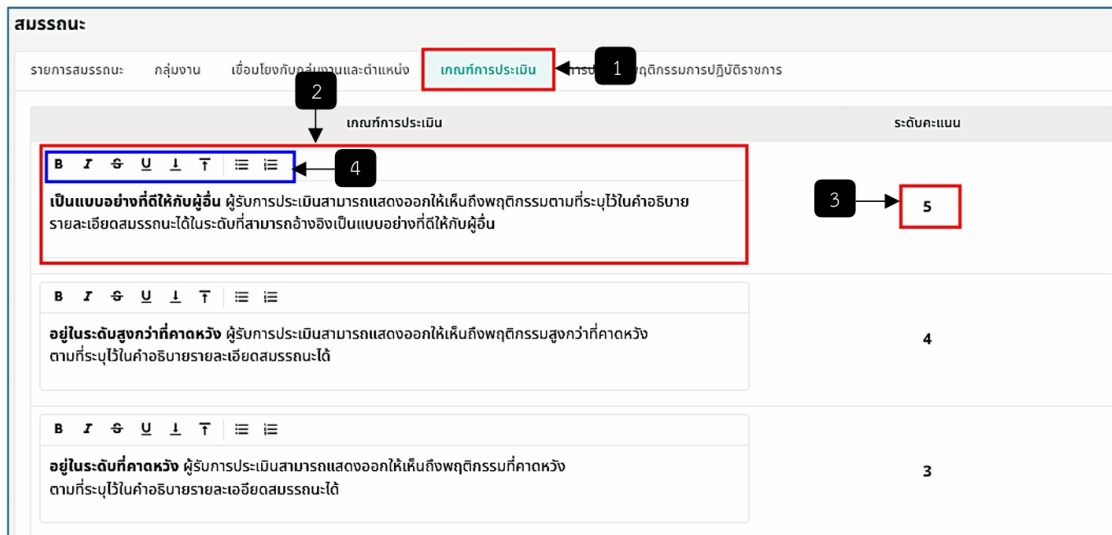 สมรรถนะ
รายการสมรรถนะ กลุ่มงาน เชื่อมโยงกับกลุ่มงานและตำแหน่ง เกณฑ์การประเมิน 1 พฤติกรรมการปฏิบัติราชการ
2
เกณฑ์การประเมิน ระดับคะแนน
B I S U 4
เป็นแบบอย่างที่ดีให้กับผู้อื่น ผู้รับการประเมินสามารถแสดงออกให้เห็นถึงพฤติกรรมตามที่ระบุไว้ในคำอธิบาย
รายละเอียดสมรรถนะได้ในระดับที่สามารถอ้างอิงเป็นแบบอย่างที่ดีให้กับผู้อื่น
3 5
B I S U
อยู่ในระดับสูงกว่าที่คาดหวัง ผู้รับการประเมินสามารถแสดงออกให้เห็นถึงพฤติกรรมสูงกว่าที่คาดหวัง
ตามที่ระบุไว้ในคำอธิบายรายละเอียดสมรรถนะได้
4
B I S U
อยู่ในระดับที่คาดหวัง ผู้รับการประเมินสามารถแสดงออกให้เห็นถึงพฤติกรรมที่คาดหวัง
ตามที่ระบุไว้ในคำอธิบายรายละเออียดสมรรถนะได้
3